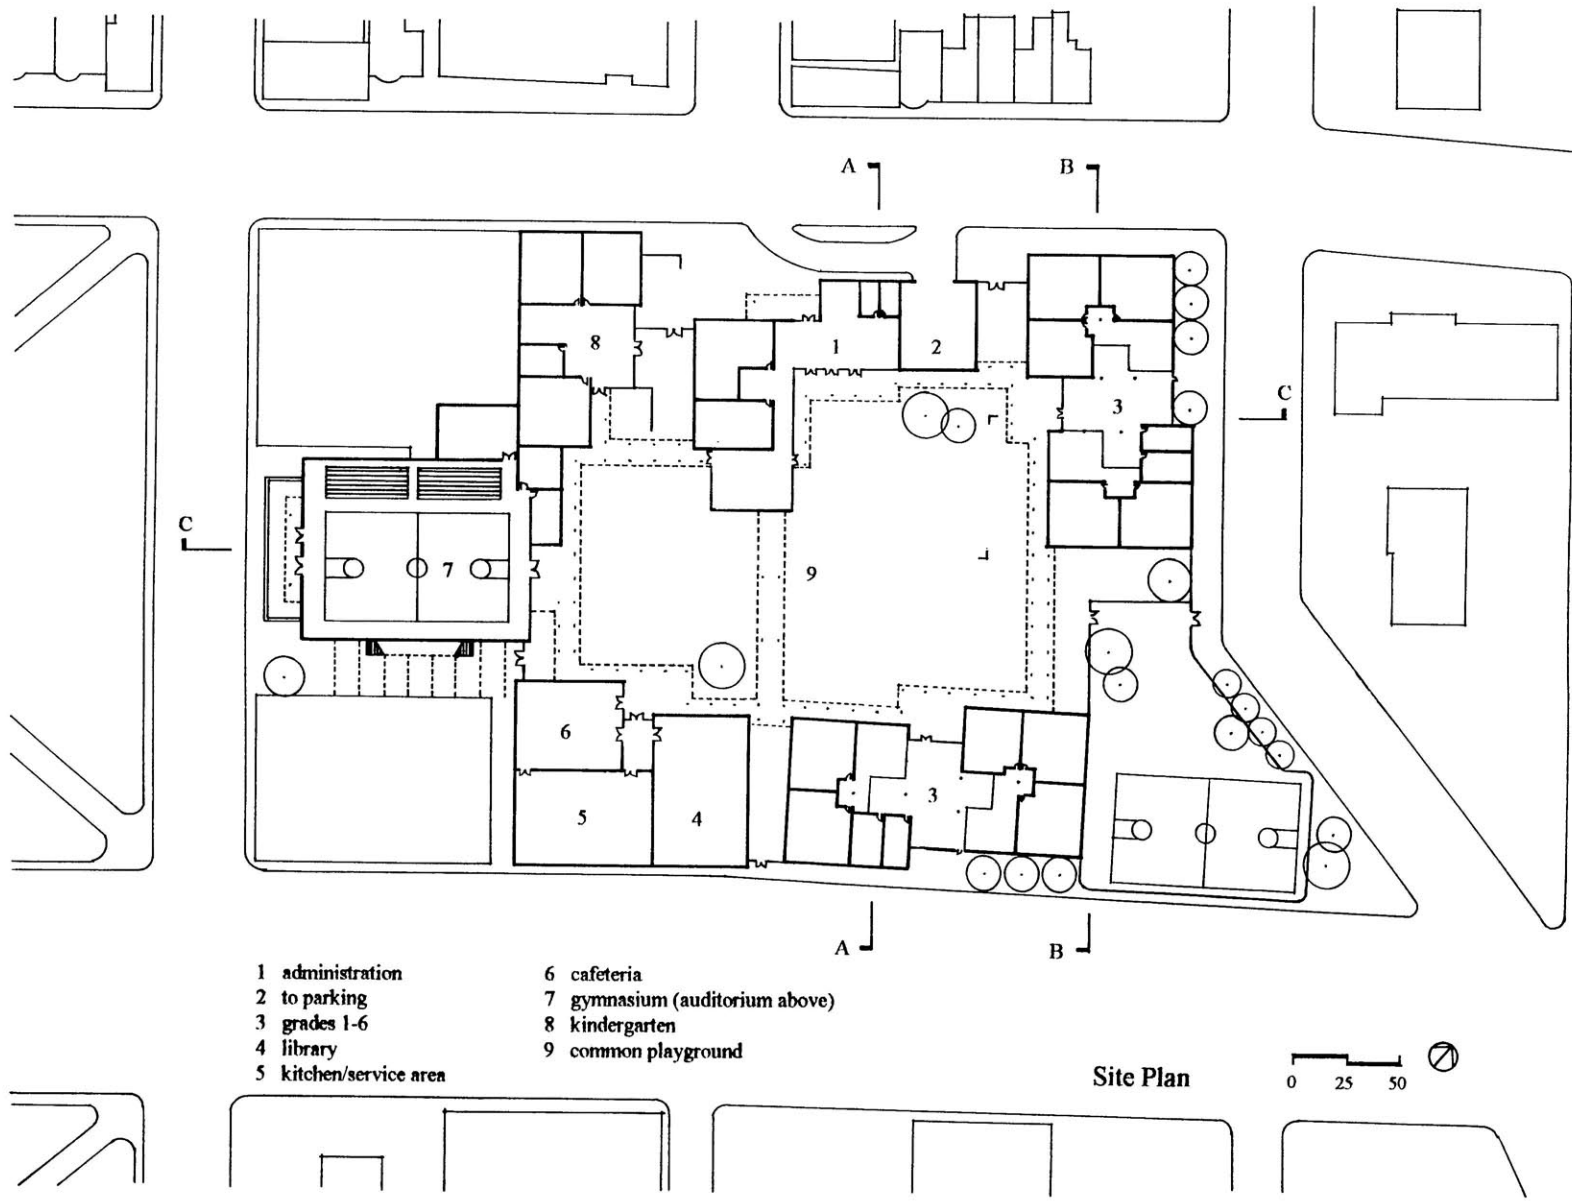 A B
8
1 2
3 C
C
7 9
6
3
5 4
A B
1 administration
2 to parking
3 grades 1-6
4 library
5 kitchen/service area
6 cafeteria
7 gymnasium (auditorium above)
8 kindergarten
9 common playground
Site Plan
0 25 50